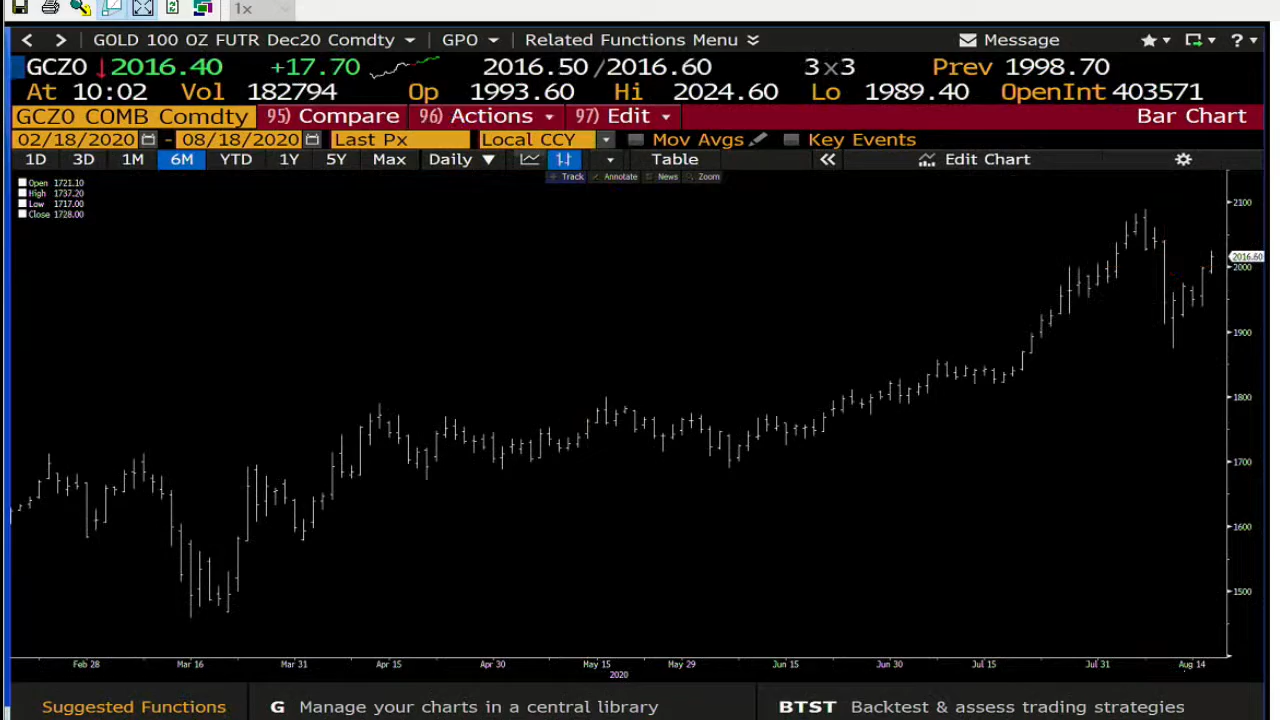 1x
GOLD 100 OZ FUTR Dec20 Comdty GPO Related Functions Menu Message ?
GCZ0 2016.40 +17.70 2016.50 /2016.60 3x3 Prev 1998.70
At 10:02 Vol 182794 Op 1993.60 Hi 2024.60 Lo 1989.40 OpenInt 403571
GCZ0 COMB Comdty 95) Compare 96) Actions 97) Edit Bar Chart
02/18/2020 - 08/18/2020 Last Px Local CCY Mov Avgs Key Events
1D 3D 1M 6M YTD 1Y 5Y Max Daily Table Edit Chart
Track Annotate News Zoom
Open 1721.10
High 1737.20
Low 1717.00
Close 1728.00
2100
2016.60
2000
1900
1800
1700
1600
1500
Feb 28 Mar 16 Mar 31 Apr 15 Apr 30 May 15 May 29 Jun 15 Jun 30 Jul 15 Jul 31 Aug 14
2020
Suggested Functions G Manage your charts in a central library BTST Backtest & assess trading strategies